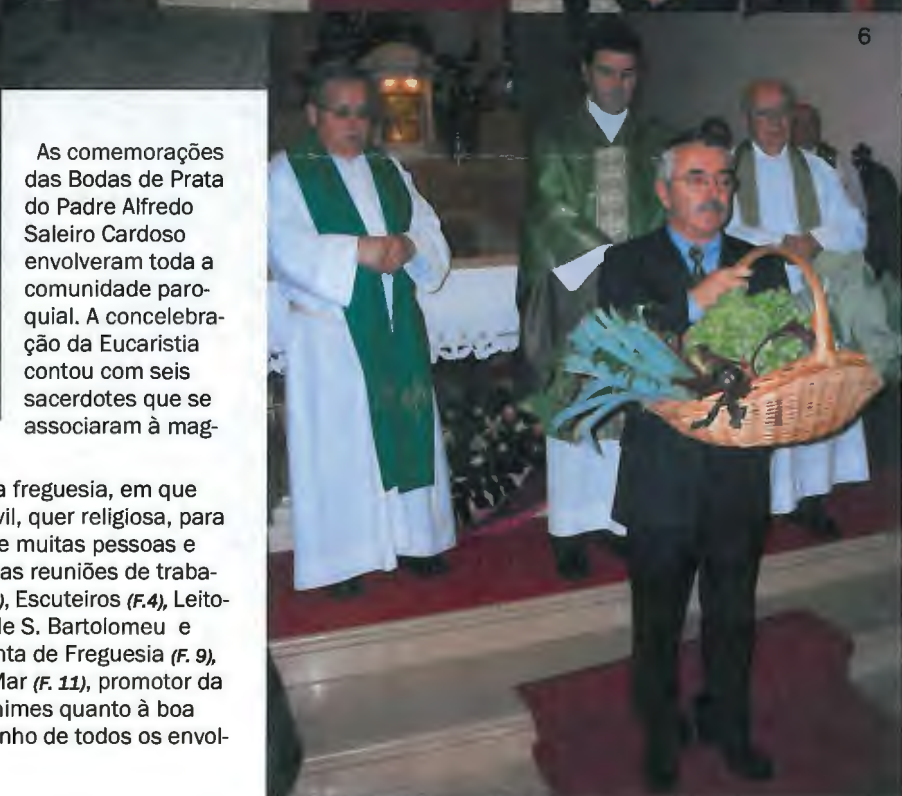 6
As comemorações
das Bodas de Prata
do Padre Alfredo
Saleiro Cardoso
envolveram toda a
comunidade paro-
quial. A concelebra-
ção da Eucaristia
contou com seis
sacerdotes que se
associaram à mag-
a freguesia, em que
vil, quer religiosa, para
e muitas pessoas e
as reuniões de traba-
), Escuteiros (F.4), Leito-
de S. Bartolomeu e
nta de Freguesia (F. 9),
Mar (F. 11), promotor da
nimes quanto à boa
nho de todos os envol-